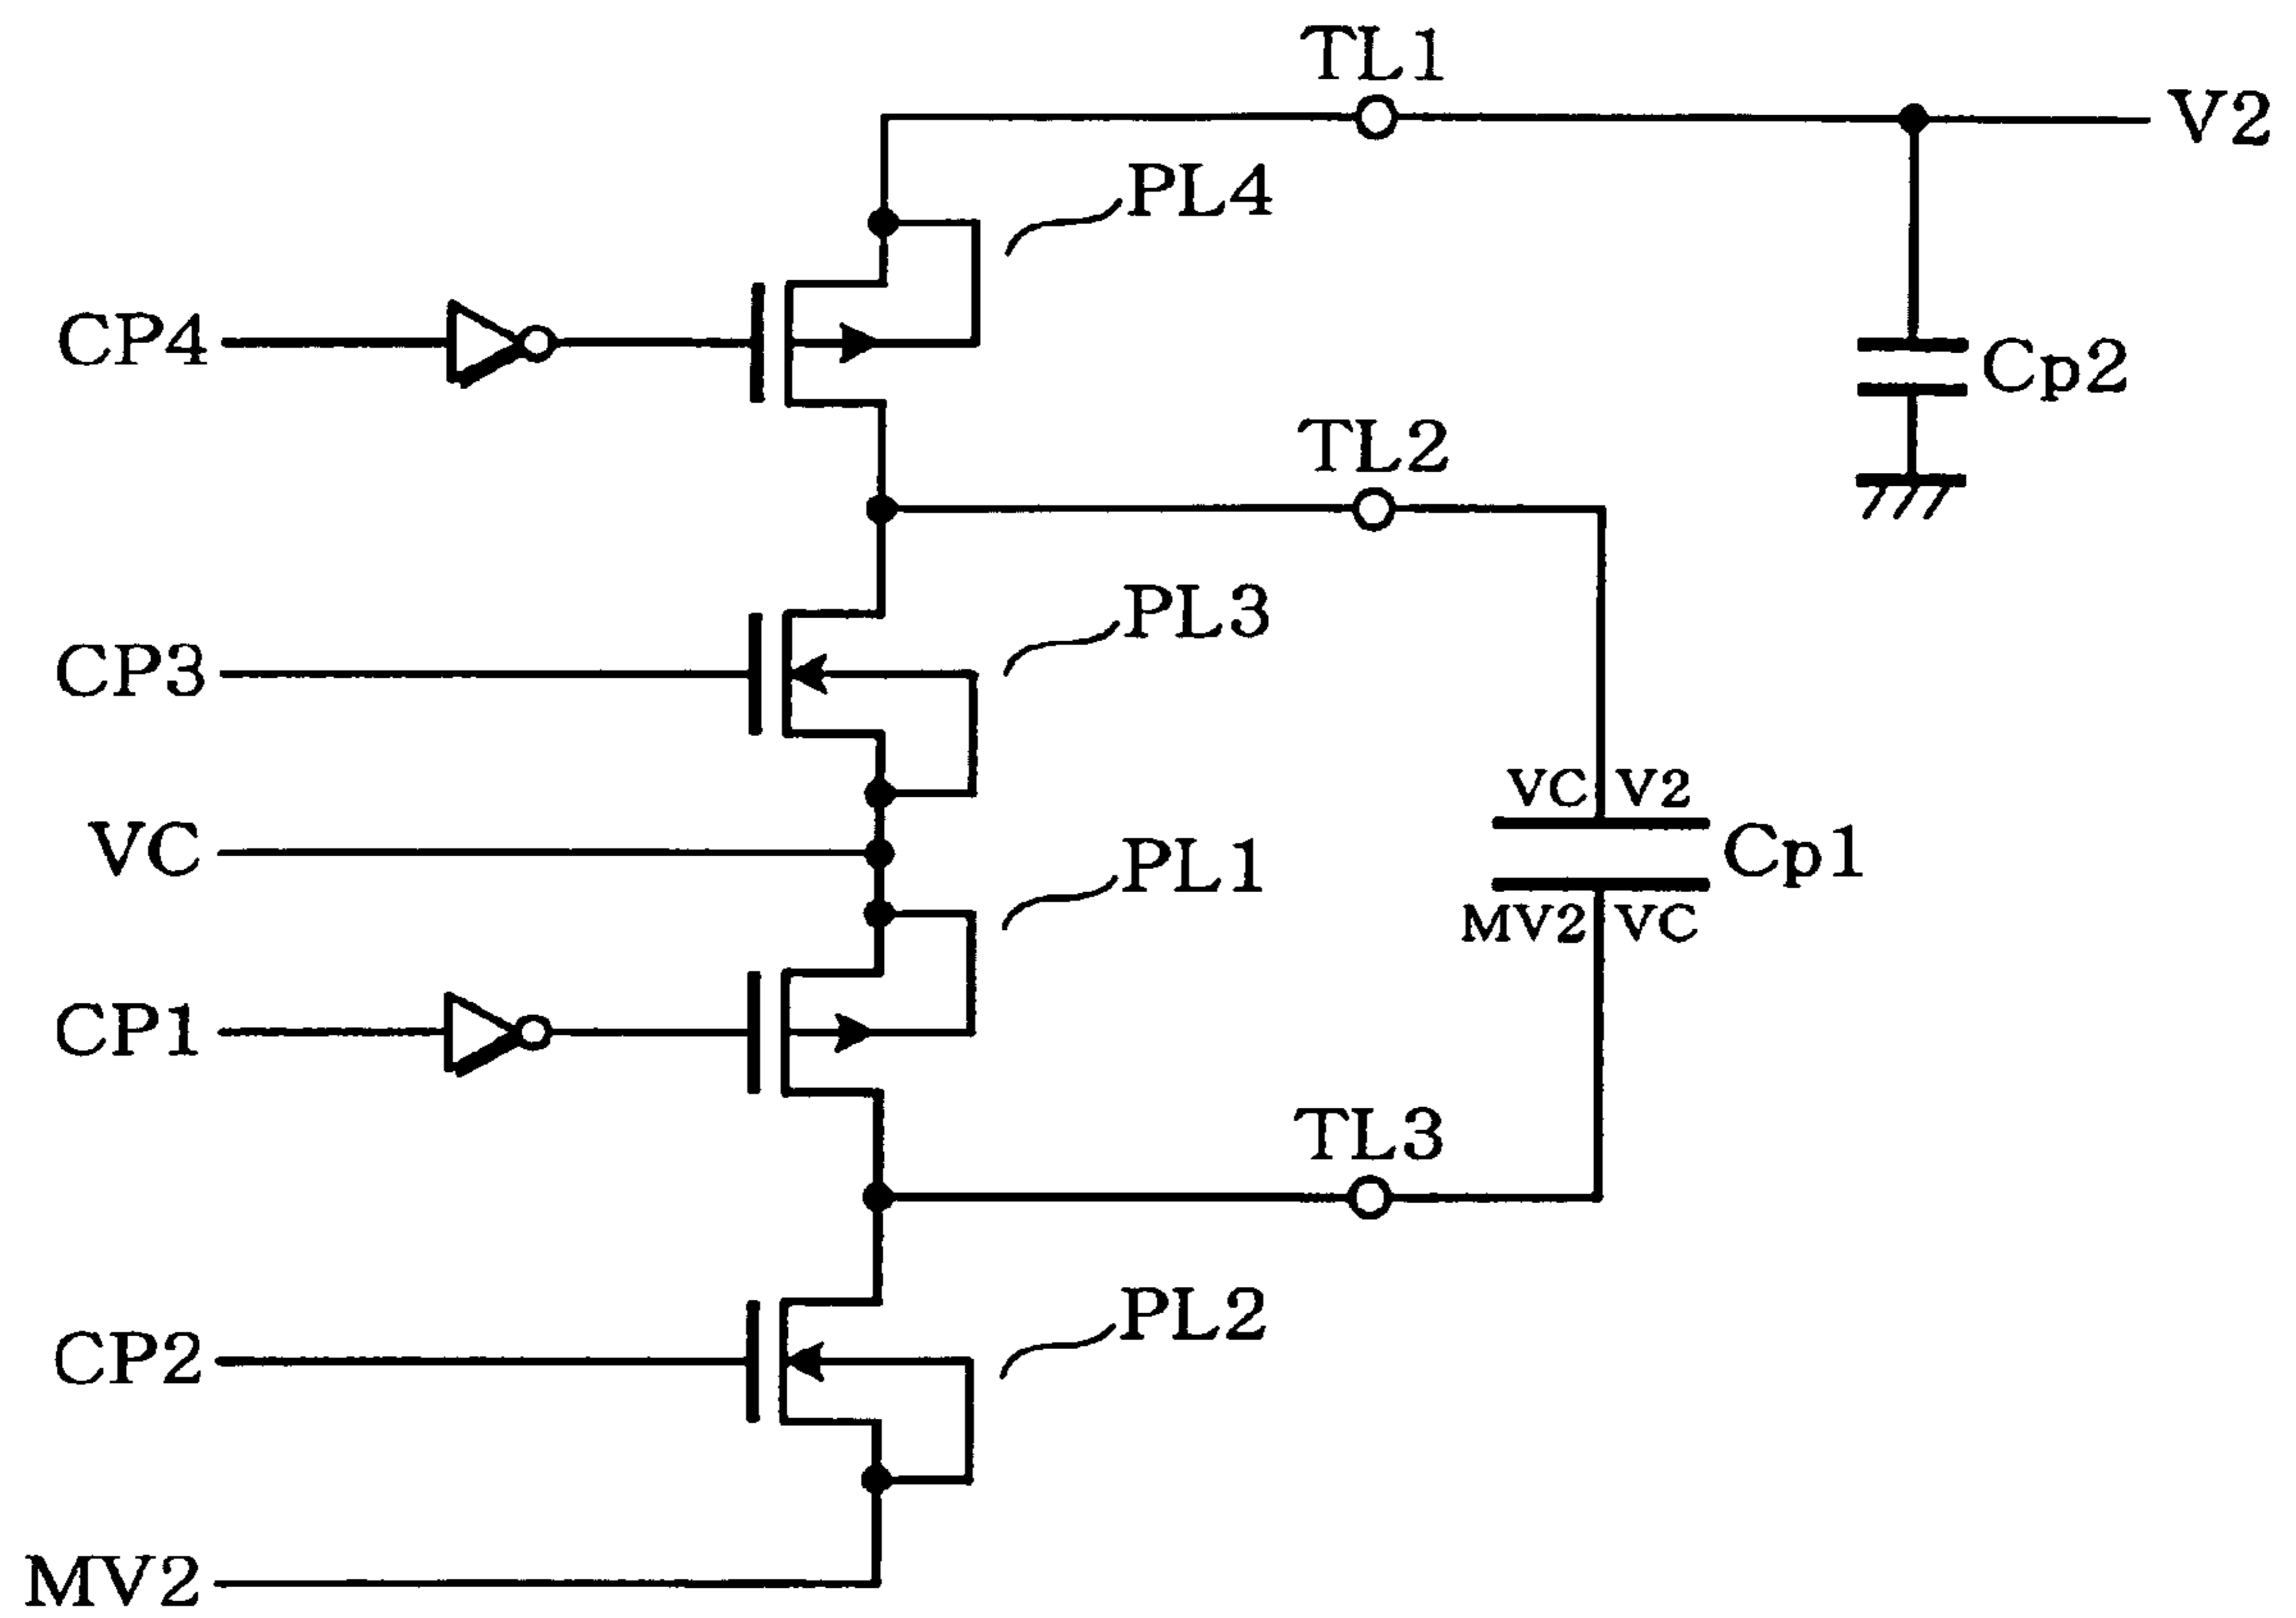 TL1
V2
PL4
CP4
Cp2
TL2
PL3
CP3
VC V2
VC
PL1
Cp1
MV2 VC
CP1
TL3
PL2
CP2
MV2